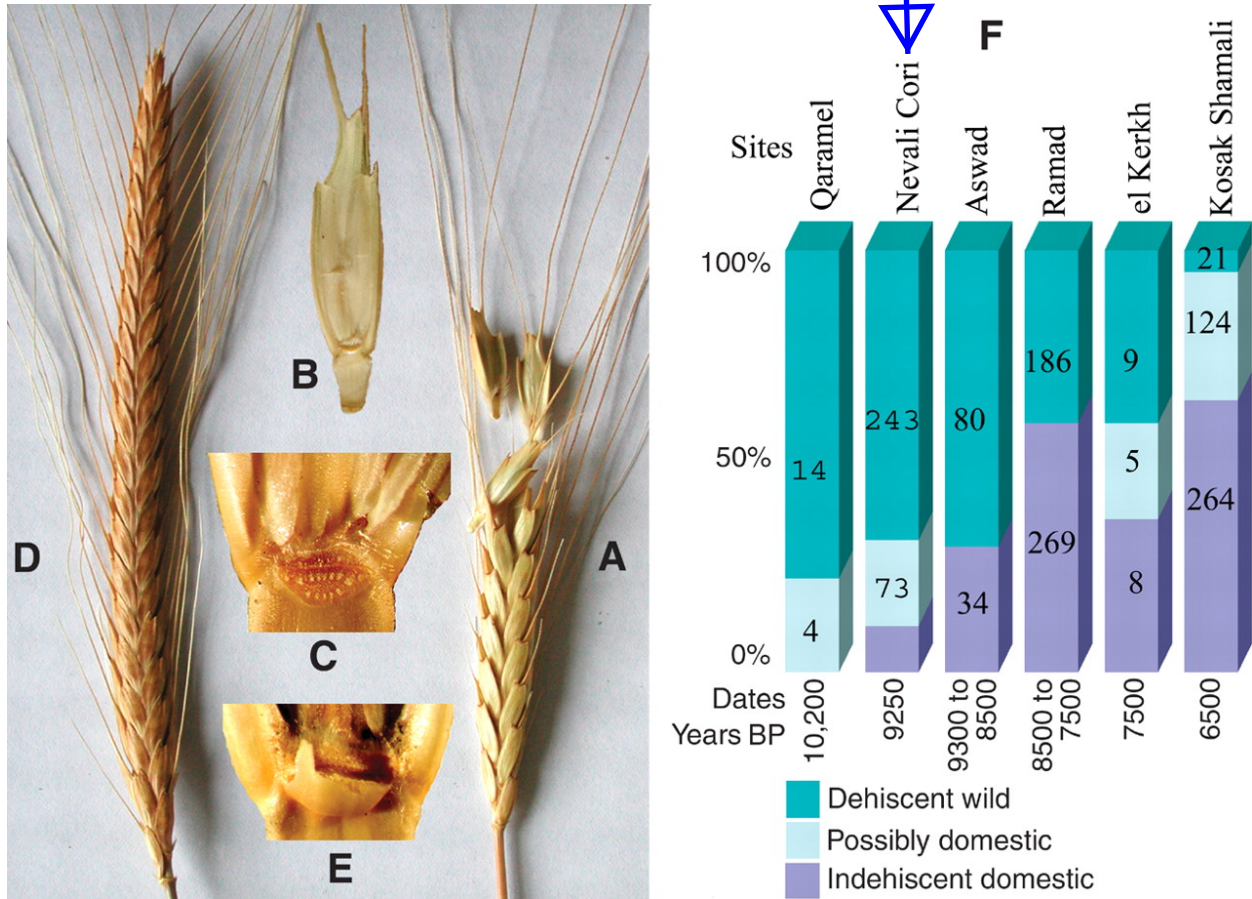 F
Sites
Qaramel
Nevali Cori
Aswad
Ramad
el Kerkh
Kosak Shamali
100%
50%
0%
14
4
243
73
80
34
186
269
9
5
8
21
124
264
Dates
Years BP
10,200
9250
9300 to
8500
8500 to
7500
7500
6500
Dehiscent wild
Possibly domestic
Indehiscent domestic
B
D
A
C
E